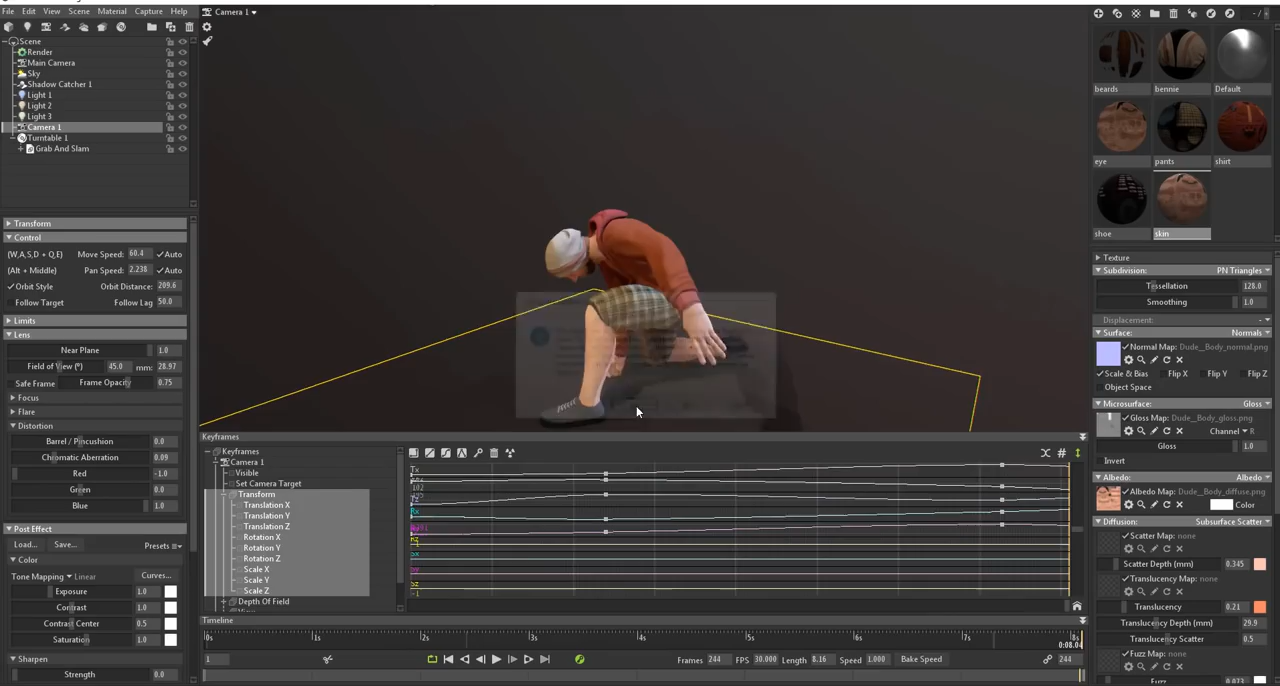 File Edit View Scene Material Capture Help
Camera 1
Scene
Render
Main Camera
Sky
Shadow Catcher 1
Light 1
Light 2
Light 3
Camera 1
Turntable 1
Grab And Slam
Transform
Control
(W,A,S,D + Q,E) Move Speed: 60.4 Auto
(Alt + Middle) Pan Speed: 2.238 Auto
Orbit Style Orbit Distance: 209.6
Follow Target Follow Lag 50.0
Limits
Lens
Near Plane 1.0
Field of View (°) 45.0 mm: 28.97
Safe Frame Frame Opacity 0.75
Focus
Flare
Distortion
Barrel / Pincushion 0.0
Chromatic Aberration 0.09
Red -1.0
Green 0.0
Blue 1.0
Post Effect
Load... Save... Presets
Color
Tone Mapping Linear Curves...
Exposure 1.0
Contrast 1.0
Contrast Center 0.5
Saturation 1.0
Sharpen
Strength 0.0
Keyframes
Keyframes
Camera 1
Visible
Set Camera Target
Transform
Translation X
Translation Y
Translation Z
Rotation X
Rotation Y
Rotation Z
Scale X
Scale Y
Scale Z
Depth Of Field
Tx
Timeline
0s 1s 2s 3s 4s 5s 6s 7s 8s
0:08.04
1 Frames 244 FPS 30.000 Length 8.16 Speed 1.000 Bake Speed 244
beards bennie Default
eye pants shirt
shoe skin
Texture
Subdivision: PN Triangles
Tessellation 128.0
Smoothing 1.0
Displacement:
Surface: Normals
Normal Map: Dude__Body_normal.png
Scale & Bias Flip X Flip Y Flip Z
Object Space
Microsurface: Gloss
Gloss Map: Dude__Body_gloss.png
Channel R
Gloss 1.0
Invert
Albedo: Albedo
Albedo Map: Dude__Body_diffuse.png
Color
Diffusion: Subsurface Scatter
Scatter Map: none
Scatter Depth (mm) 0.345
Translucency Map: none
Translucency 0.21
Translucency Depth (mm) 29.9
Translucency Scatter 0.5
Fuzz Map: none
Fuzz 0.073